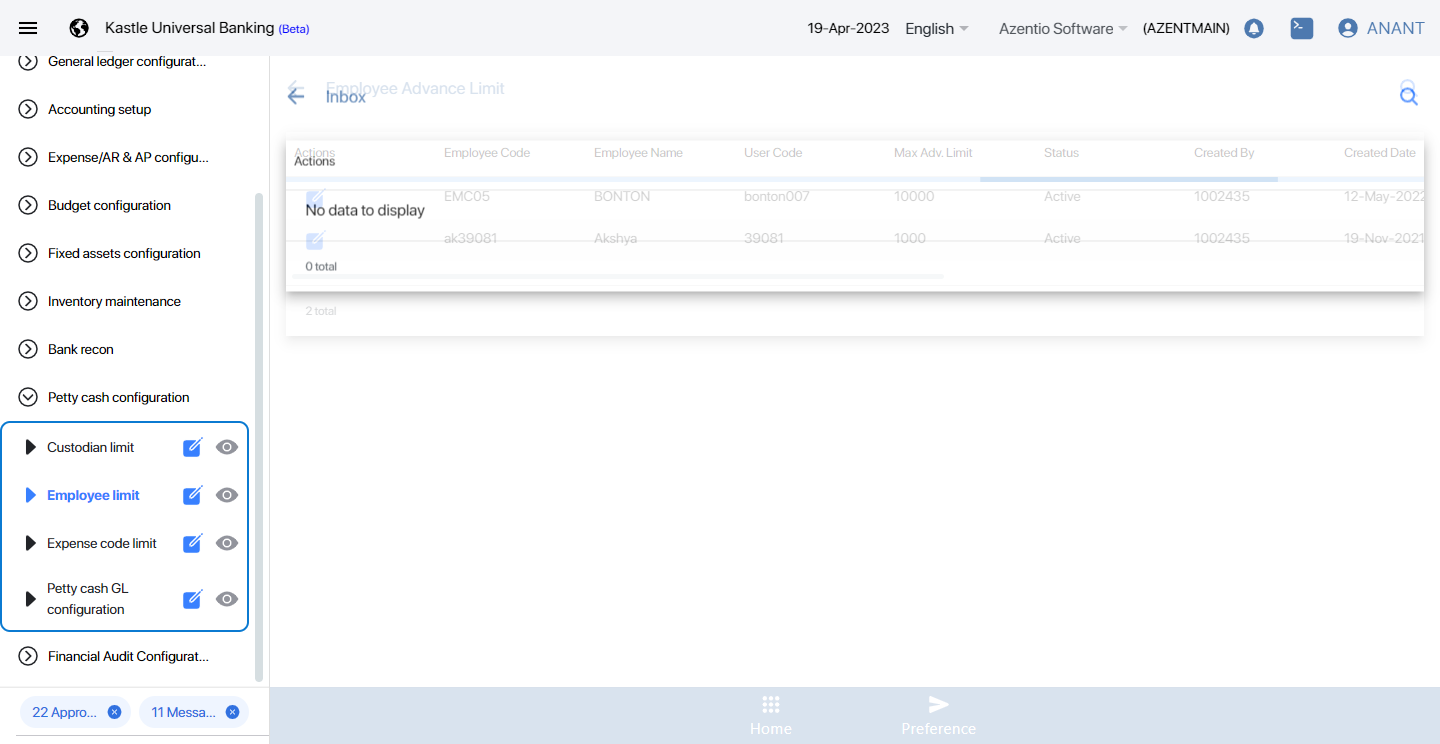 Kastle Universal Banking (Beta)
19-Apr-2023
English
Azentio Software
(AZENTMAIN)
ANANT
General ledger configurat...
Accounting setup
Expense/AR & AP configu...
Budget configuration
Fixed assets configuration
Inventory maintenance
Bank recon
Petty cash configuration
Custodian limit
Employee limit
Expense code limit
Petty cash GL
configuration
Financial Audit Configurat...
22 Appro...
11 Messa...
Employee Advance Limit
Inbox
Actions Employee Code Employee Name User Code Max Adv. Limit Status Created By Created Date
Actions
EMC05 BONTON bonton007 10000 Active 1002435 12-May-2022
No data to display
ak39081 Akshya 39081 1000 Active 1002435 19-Nov-2021
0 total
2 total
Home
Preference